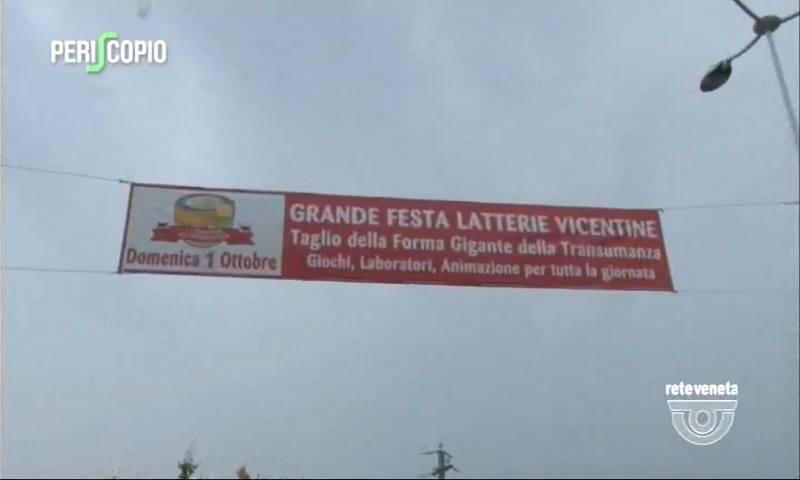 PERISCOPIO
GRANDE FESTA LATTERIE VICENTINE
Taglio della Forma Gigante della Transumanza
Giochi, Laboratori, Animazione per tutta la giornata
Domenica 1 Ottobre
reteveneta